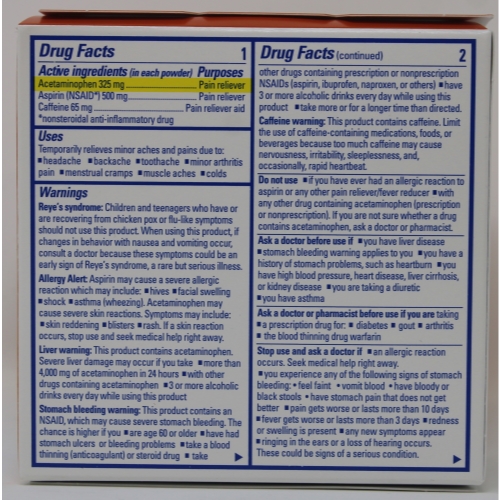 Drug Facts 1
Active ingredients (in each powder) Purposes
Acetaminophen 325 mg Pain reliever
Aspirin (NSAID*) 500 mg Pain reliever
Caffeine 65 mg Pain reliever aid
*nonsteroidal anti-inflammatory drug
Uses
Temporarily relieves minor aches and pains due to:
■ headache ■ backache ■ toothache ■ minor arthritis
pain ■ menstrual cramps ■ muscle aches ■ colds
Warnings
Reye's syndrome: Children and teenagers who have or
are recovering from chicken pox or flu-like symptoms
should not use this product. When using this product, if
changes in behavior with nausea and vomiting occur,
consult a doctor because these symptoms could be an
early sign of Reye's syndrome, a rare but serious illness.
Allergy Alert: Aspirin may cause a severe allergic
reaction which may include: ■ hives ■ facial swelling
■ shock ■ asthma (wheezing). Acetaminophen may
cause severe skin reactions. Symptoms may include:
■ skin reddening ■ blisters ■ rash. If a skin reaction
occurs, stop use and seek medical help right away.
Liver warning: This product contains acetaminophen.
Severe liver damage may occur if you take ■ more than
4,000 mg of acetaminophen in 24 hours ■ with other
drugs containing acetaminophen ■ 3 or more alcoholic
drinks every day while using this product
Stomach bleeding warning: This product contains an
NSAID, which may cause severe stomach bleeding. The
chance is higher if you ■ are age 60 or older ■ have had
stomach ulcers or bleeding problems ■ take a blood
thinning (anticoagulant) or steroid drug ■ take ▶
Drug Facts (continued) 2
other drugs containing prescription or nonprescription
NSAIDs (aspirin, ibuprofen, naproxen, or others) ■ have
3 or more alcoholic drinks every day while using this
product ■ take more or for a longer time than directed.
Caffeine warning: This product contains caffeine. Limit
the use of caffeine-containing medications, foods, or
beverages because too much caffeine may cause
nervousness, irritability, sleeplessness, and,
occasionally, rapid heartbeat.
Do not use ■ if you have ever had an allergic reaction to
aspirin or any other pain reliever/fever reducer ■ with
any other drug containing acetaminophen (prescription
or nonprescription). If you are not sure whether a drug
contains acetaminophen, ask a doctor or pharmacist.
Ask a doctor before use if ■ you have liver disease
■ stomach bleeding warning applies to you ■ you have a
history of stomach problems, such as heartburn ■ you
have high blood pressure, heart disease, liver cirrhosis,
or kidney disease ■ you are taking a diuretic
■ you have asthma
Ask a doctor or pharmacist before use if you are taking
■ a prescription drug for: ■ diabetes ■ gout ■ arthritis
■ the blood thinning drug warfarin
Stop use and ask a doctor if ■ an allergic reaction
occurs. Seek medical help right away.
■ you experience any of the following signs of stomach
bleeding: • feel faint • vomit blood • have bloody or
black stools • have stomach pain that does not get
better ■ pain gets worse or lasts more than 10 days
■ fever gets worse or lasts more than 3 days ■ redness
or swelling is present ■ any new symptoms appear
■ ringing in the ears or a loss of hearing occurs.
These could be signs of a serious condition. ▶